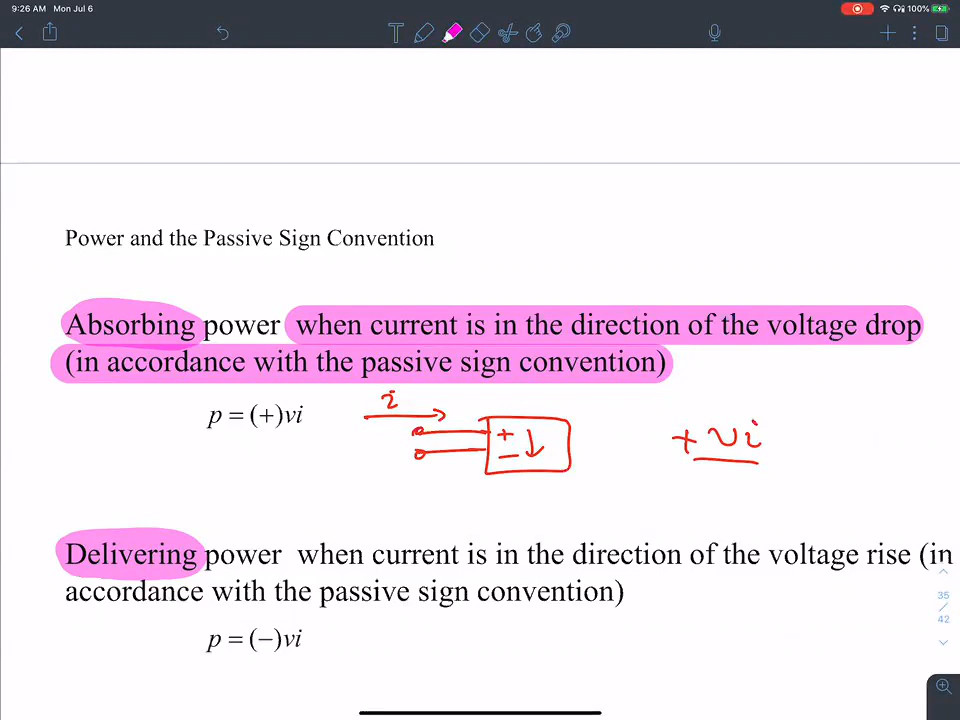 9:26 AM Mon Jul 6
100%
T
Power and the Passive Sign Convention
Absorbing power when current is in the direction of the voltage drop
(in accordance with the passive sign convention)
i
p = (+)vi
+
−
+ vi
Delivering power when current is in the direction of the voltage rise (in
accordance with the passive sign convention)
p = (−)vi
35
/
42